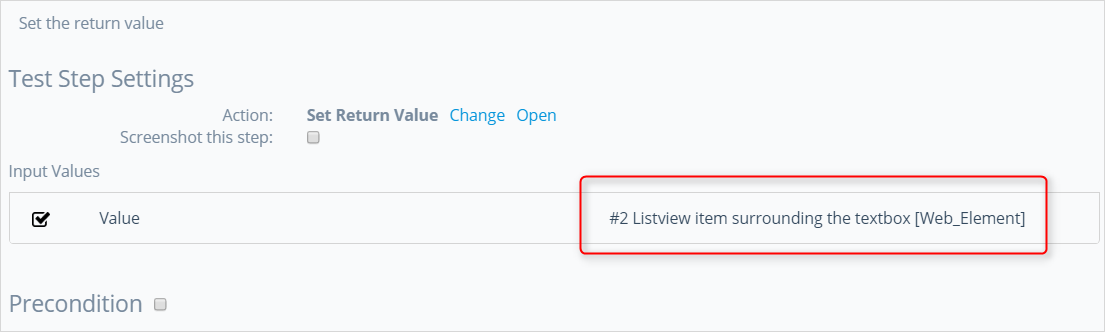 Set the return value
Test Step Settings
Action: Set Return Value Change Open
Screenshot this step:
Input Values
Value #2 Listview item surrounding the textbox [Web_Element]
Precondition